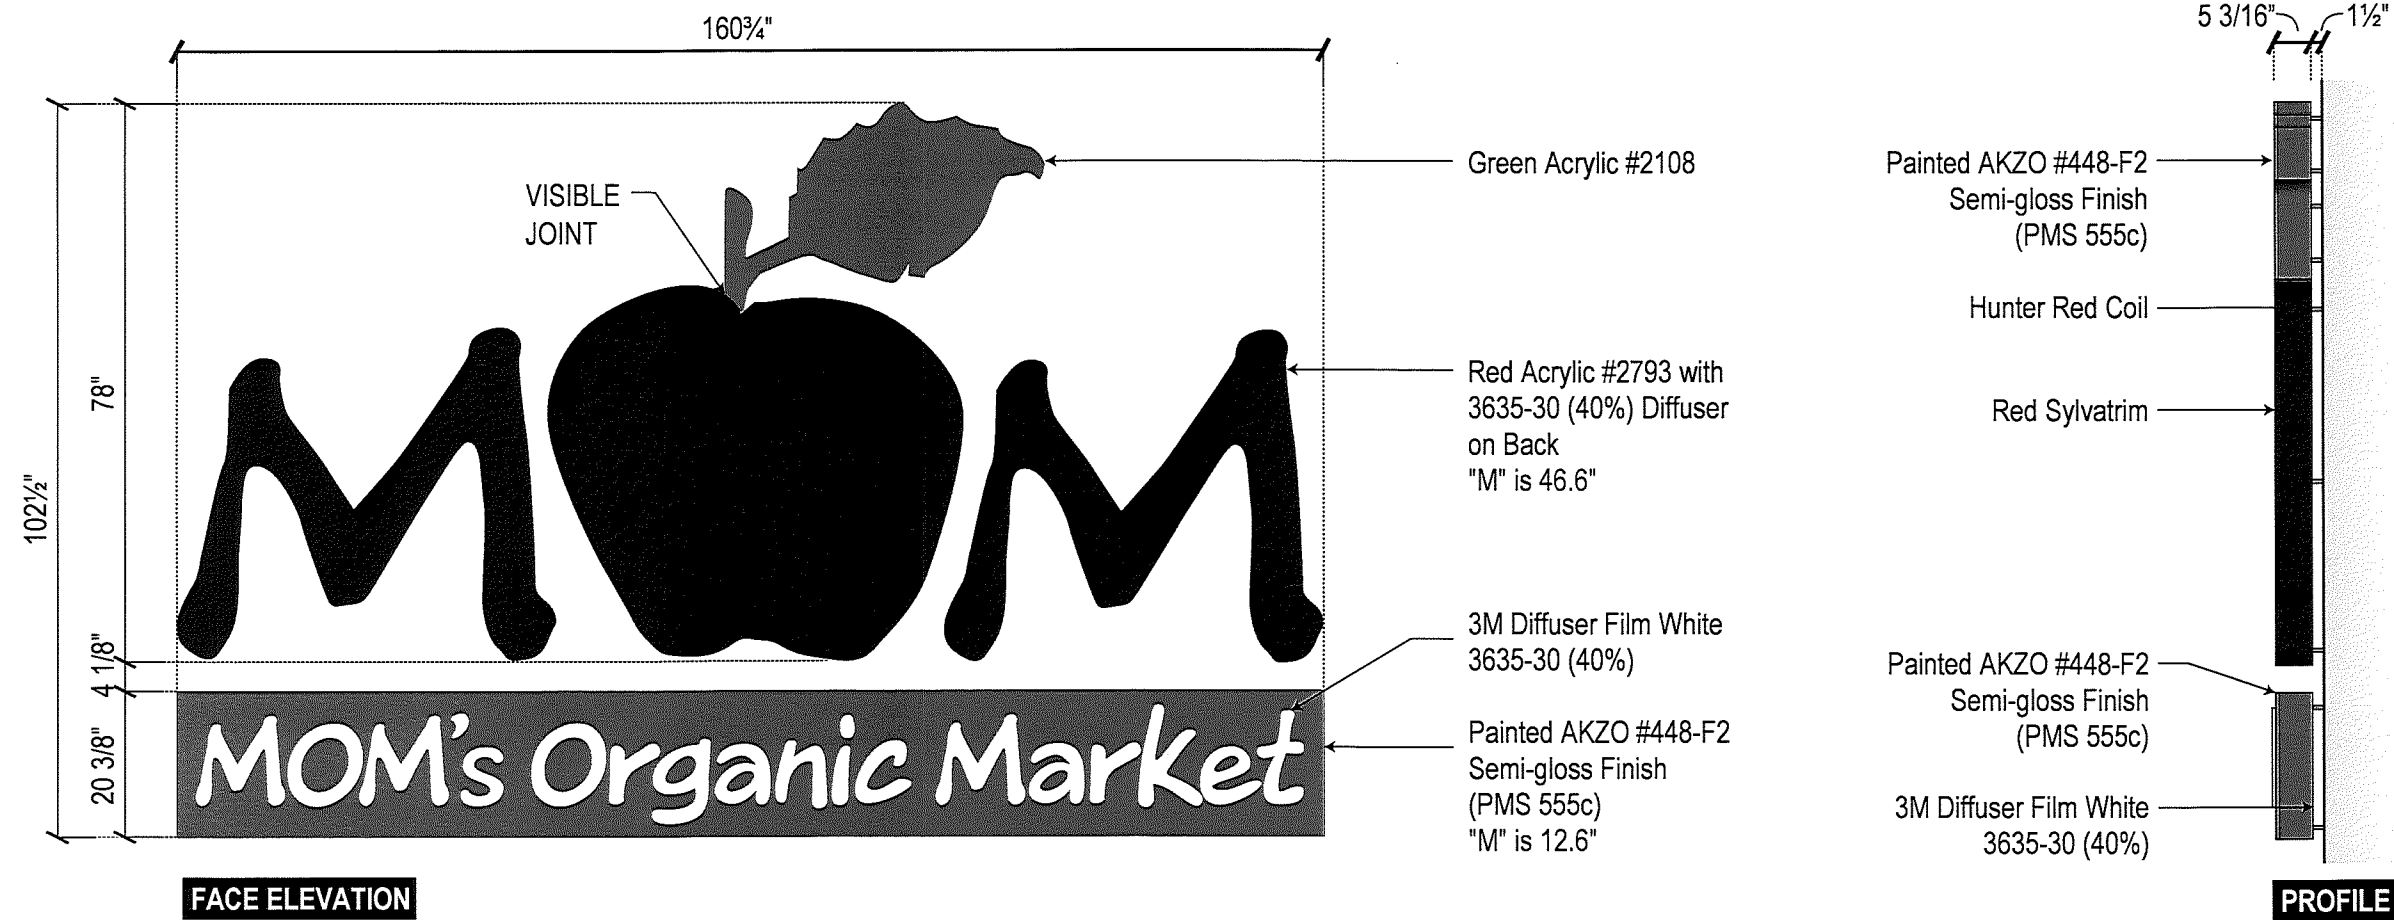 160¾"
5 3/16"
1½"
102½"
78"
4 1/8"
20 3/8"
VISIBLE
JOINT
Green Acrylic #2108
Red Acrylic #2793 with
3635-30 (40%) Diffuser
on Back
"M" is 46.6"
3M Diffuser Film White
3635-30 (40%)
Painted AKZO #448-F2
Semi-gloss Finish
(PMS 555c)
"M" is 12.6"
M M
MOM's Organic Market
FACE ELEVATION
Painted AKZO #448-F2
Semi-gloss Finish
(PMS 555c)
Hunter Red Coil
Red Sylvatrim
Painted AKZO #448-F2
Semi-gloss Finish
(PMS 555c)
3M Diffuser Film White
3635-30 (40%)
PROFILE